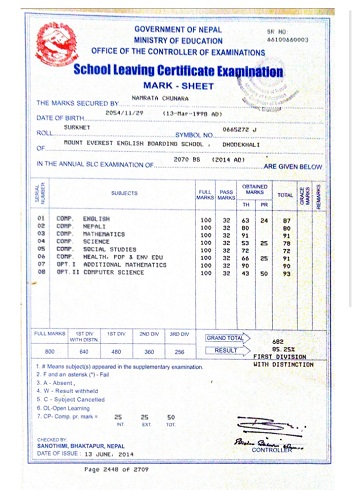 GOVERNMENT OF NEPAL
MINISTRY OF EDUCATION
OFFICE OF THE CONTROLLER OF EXAMINATIONS
SR NO
66100660003
School Leaving Certificate Examination
MARK - SHEET
THE MARKS SECURED BY NAMRATA CHUNARA
DATE OF BIRTH 2054/11/29 (13-Mar-1998 AD)
ROLL SURKHET SYMBOL NO. 0665272 J
OF MOUNT EVEREST ENGLISH BOARDING SCHOOL , DHODEKHALI
IN THE ANNUAL SLC EXAMINATION OF 2070 BS (2014 AD) ARE GIVEN BELOW
SERIAL NUMBER SUBJECTS FULL MARKS PASS MARKS OBTAINED MARKS TH PR TOTAL GRACE MARKS REMARKS
01 COMP. ENGLISH 100 32 63 24 87
02 COMP. NEPALI 100 32 80 80
03 COMP. MATHEMATICS 100 32 91 91
04 COMP. SCIENCE 100 32 53 25 78
05 COMP. SOCIAL STUDIES 100 32 72 72
06 COMP. HEALTH, POP & ENV EDU 100 32 66 25 91
07 OPT I ADDITIONAL MATHEMATICS 100 32 90 90
08 OPT.II COMPUTER SCIENCE 100 32 43 50 93
FULL MARKS 1ST DIV WITH DISTN. 1ST DIV 2ND DIV 3RD DIV
800 640 480 360 256
GRAND TOTAL 682
RESULT 85.25%
FIRST DIVISION
WITH DISTINCTION
1. # Means subject(s) appeared in the supplementary examination.
2. F and an asterisk (*) - Fail
3. A - Absent,
4. W - Result withheld
5. C - Subject Cancelled
6. OL-Open Learning
7. CP- Comp. pr. mark = 25 25 50
INT. EXT. TOT.
CONTROLLER
CHECKED BY
SANOTHIMI, BHAKTAPUR, NEPAL
DATE OF ISSUE : 13 JUNE, 2014
Page 2448 of 2709